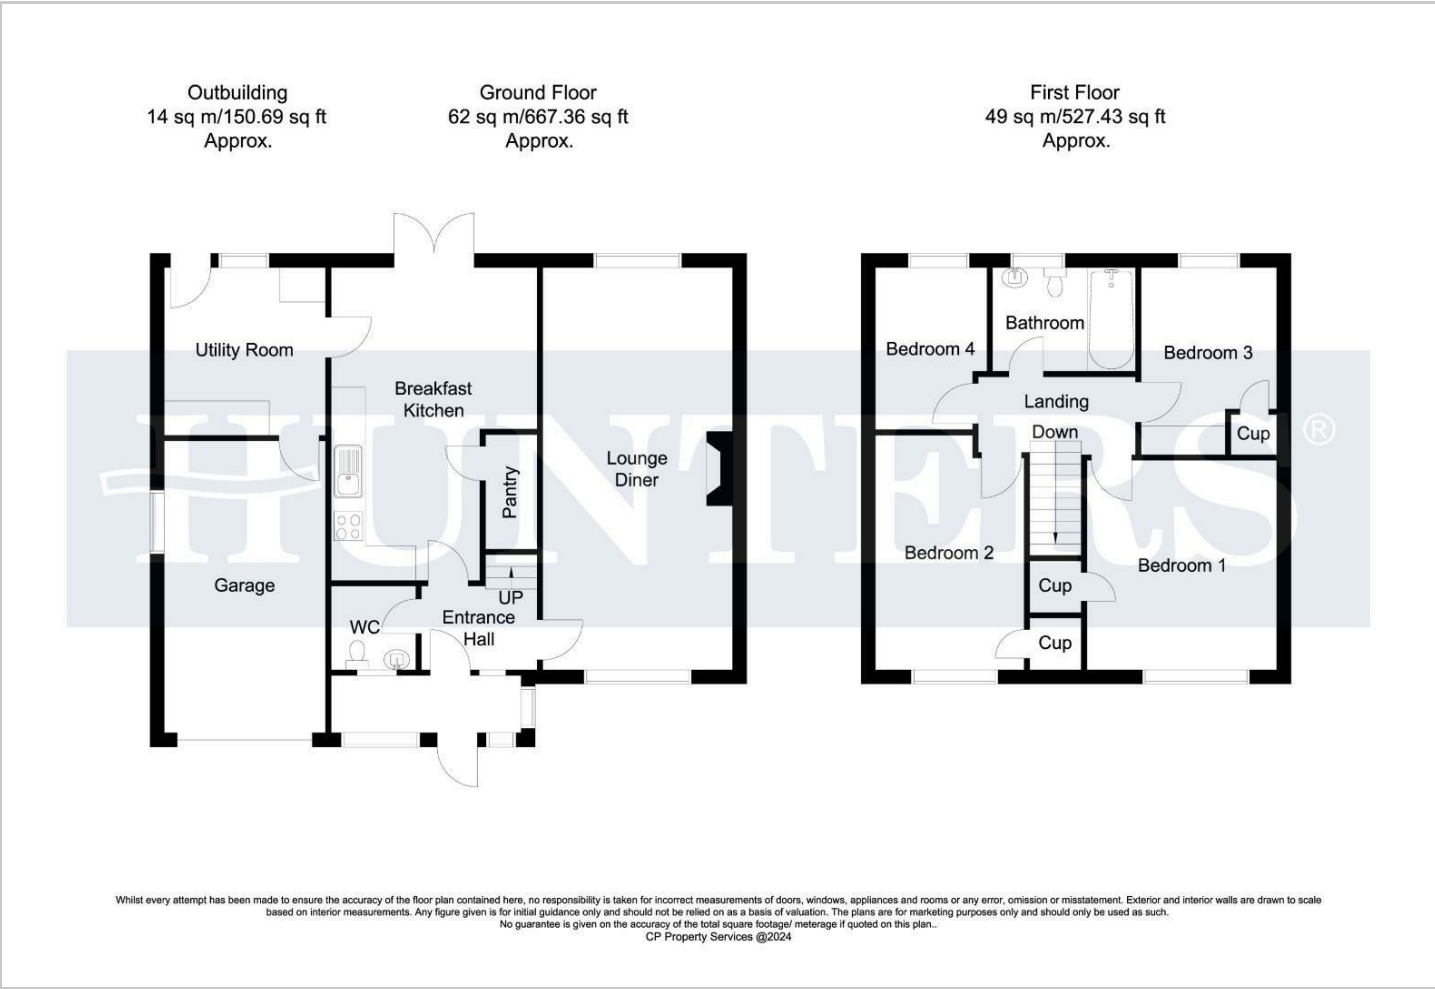 Outbuilding
14 sq m/150.69 sq ft
Approx.
Ground Floor
62 sq m/667.36 sq ft
Approx.
First Floor
49 sq m/527.43 sq ft
Approx.
Utility Room
Breakfast
Kitchen
Pantry
Lounge
Diner
Garage
UP
Entrance
Hall
WC
Bedroom 4
Bathroom
Bedroom 3
Landing
Down
Cup
Bedroom 2
Bedroom 1
Cup
Cup
HUNTERS®
Whilst every attempt has been made to ensure the accuracy of the floor plan contained here, no responsibility is taken for incorrect measurements of doors, windows, appliances and rooms or any error, omission or misstatement. Exterior and interior walls are drawn to scale
based on interior measurements. Any figure given is for initial guidance only and should not be relied on as a basis of valuation. The plans are for marketing purposes only and should only be used as such.
No guarantee is given on the accuracy of the total square footage/ meterage if quoted on this plan..
CP Property Services @2024